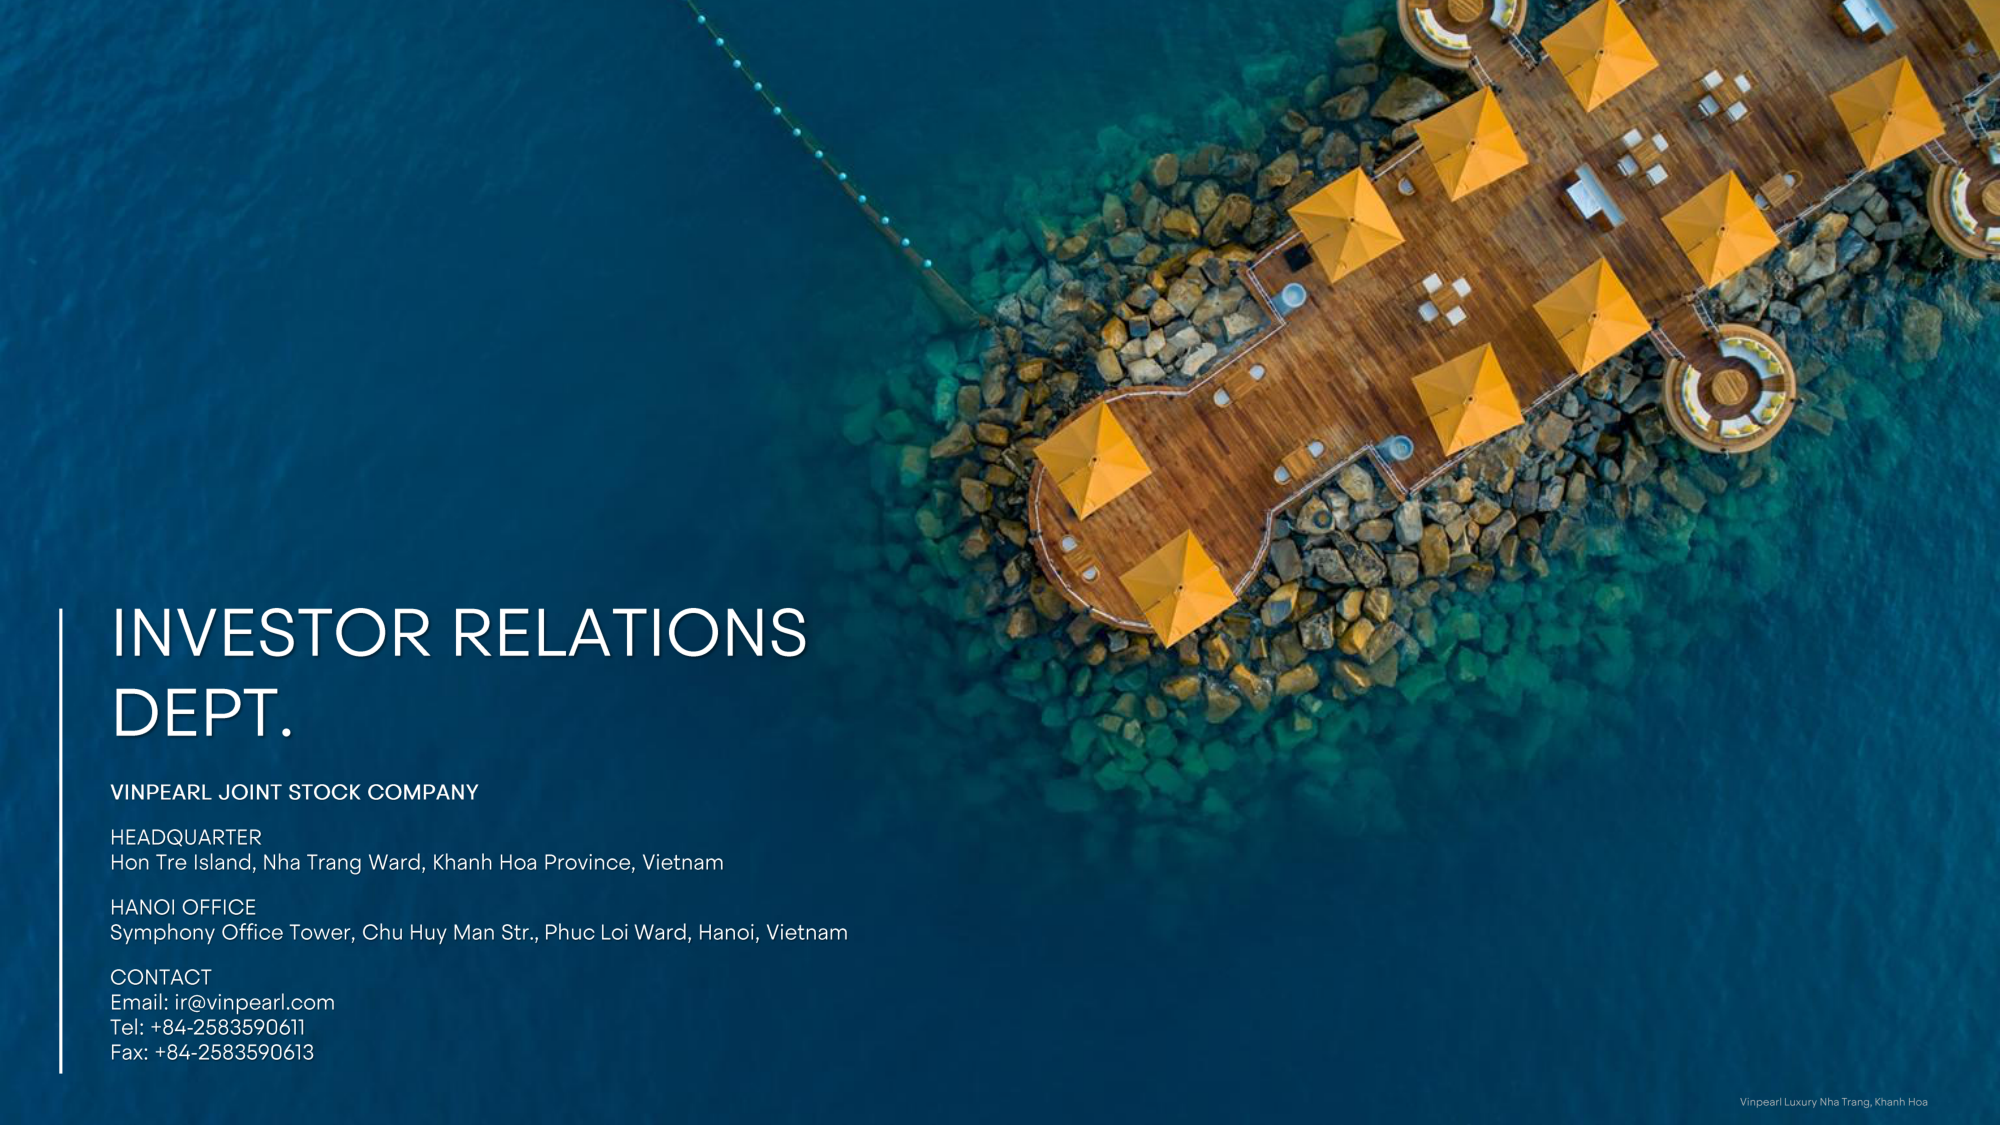 INVESTOR RELATIONS
DEPT.
VINPEARL JOINT STOCK COMPANY
HEADQUARTER
Hon Tre Island, Nha Trang Ward, Khanh Hoa Province, Vietnam
HANOI OFFICE
Symphony Office Tower, Chu Huy Man Str., Phuc Loi Ward, Hanoi, Vietnam
CONTACT
Email: ir@vinpearl.com
Tel: +84-2583590611
Fax: +84-2583590613
Vinpearl Luxury Nha Trang, Khanh Hoa